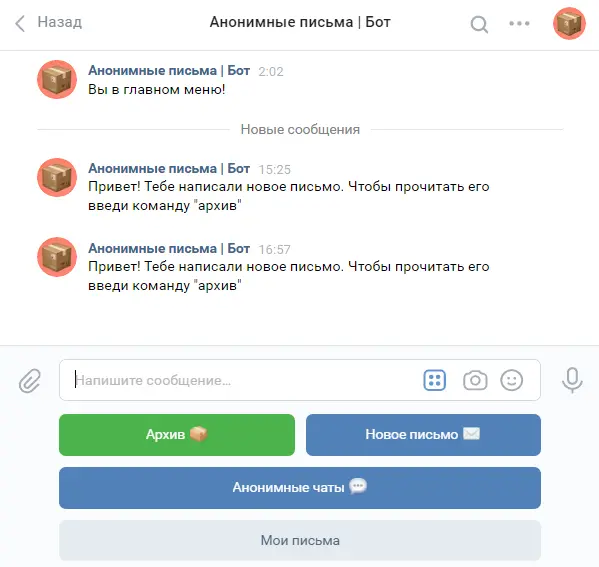 Назад
Анонимные письма | Бот
Анонимные письма | Бот 2:02
Вы в главном меню!
Новые сообщения
Анонимные письма | Бот 15:25
Привет! Тебе написали новое письмо. Чтобы прочитать его
введи команду "архив"
Анонимные письма | Бот 16:57
Привет! Тебе написали новое письмо. Чтобы прочитать его
введи команду "архив"
Напишите сообщение...
Архив 📦
Новое письмо ✉️
Анонимные чаты 💬
Мои письма